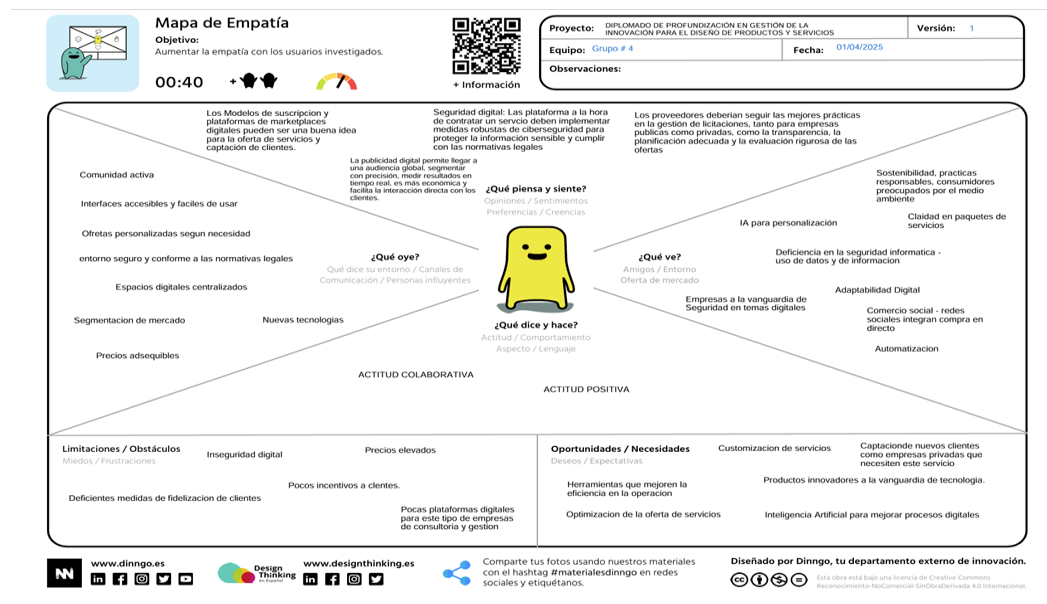 Mapa de Empatía
Objetivo:
Aumentar la empatía con los usuarios investigados.
00:40
+
+ Información
Proyecto: DIPLOMADO DE PROFUNDIZACIÓN EN GESTIÓN DE LA
INNOVACIÓN PARA EL DISEÑO DE PRODUCTOS Y SERVICIOS
Versión: 1
Equipo: Grupo # 4
Fecha: 01/04/2025
Observaciones:
Los Modelos de suscripcion y
plataformas de marketplaces
digitales pueden ser una buena idea
para la oferta de servicios y
captación de clientes.
Seguridad digital: Las plataforma a la hora
de contratar un servcio deben implementar
medidas robustas de ciberseguridad para
proteger la información sensible y cumplir
con las normativas legales
Los proveedores deberían seguir las mejores prácticas
en la gestión de licitaciones, tanto para empresas
publicas como privadas, como la transparencia, la
planificación adecuada y la evaluación rigurosa de las
ofertas
La publicidad digital permite llegar a
una audiencia global, segmentar
con precisión, medir resultados en
tiempo real, es más económica y
facilita la interacción directa con los
clientes.
¿Qué piensa y siente?
Opiniones / Sentimientos
Preferencias / Creencias
Comunidad activa
Interfaces accesibles y faciles de usar
Ofretas personalizadas segun necesidad
entorno seguro y conforme a las normativas legales
Espacios digitales centralizados
Segmentacion de mercado
Nuevas tecnologias
Precios adsequibles
¿Qué oye?
Qué dice su entorno / Canales de
Comunicación / Personas influyentes
¿Qué ve?
Amigos / Entorno
Oferta de mercado
Sostenibilidad, practicas
responsables, consumidores
preocupados por el medio
ambiente
IA para personalización
Claidad en paquetes de
servicios
Deficiencia en la seguridad informatica -
uso de datos y de informacion
Adaptabilidad Digital
Empresas a la vanguardia de
Seguridad en temas digitales
Comercio social - redes
sociales integran compra en
directo
Automatizacion
¿Qué dice y hace?
Actitud / Comportamiento
Aspecto / Lenguaje
ACTITUD COLABORATIVA
ACTITUD POSITIVA
Limitaciones / Obstáculos
Miedos / Frustraciones
Inseguridad digital
Precios elevados
Pocos incentivos a clentes.
Deficientes medidas de fidelizacion de clientes
Pocas plataformas digitales
para este tipo de empresas
de consultoria y gestion
Oportunidades / Necesidades
Deseos / Expectativas
Customizacion de servicios
Captacionde nuevos clientes
como empresas privadas que
necesiten este servicio
Herramientas que mejoren la
eficiencia en la operacion
Productos innovadores a la vanguardia de tecnologia.
Optimizacion de la oferta de servicios
Inteligencia Artificial para mejorar procesos digitales
www.dinngo.es
Design
Thinking
en Español
www.designthinking.es
Comparte tus fotos usando nuestros materiales
con el hashtag #materialesdinngo en redes
sociales y etiquétanos.
Diseñado por Dinngo, tu departamento externo de innovación.
Esta obra está bajo una licencia de Creative Commons
Reconocimiento-NoComercial-SinObraDerivada 4.0 Internacional.